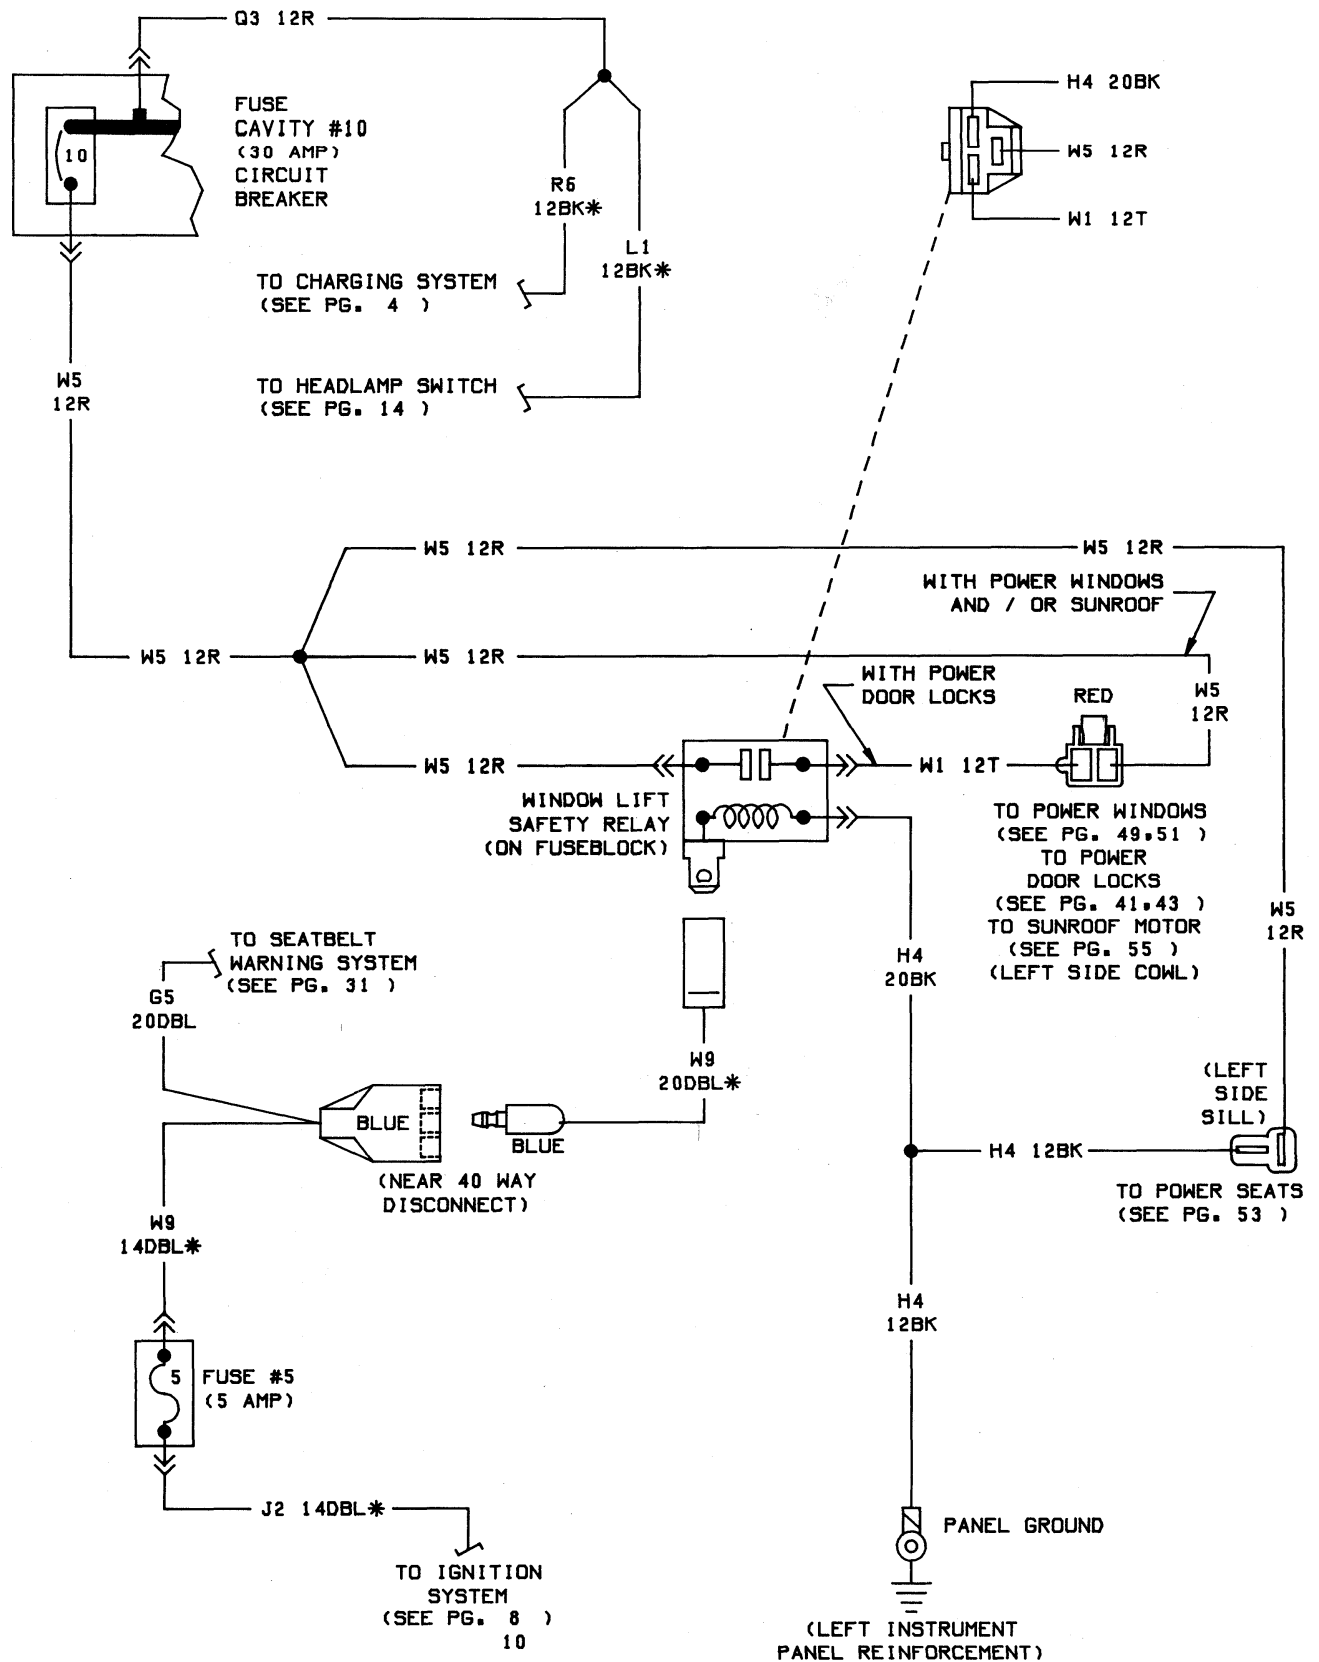 Q3 12R
FUSE
CAVITY #10
(30 AMP)
CIRCUIT
BREAKER
10
H4 20BK
W5 12R
W1 12T
R6
12BK*
L1
12BK*
TO CHARGING SYSTEM
(SEE PG. 4 )
TO HEADLAMP SWITCH
(SEE PG. 14 )
W5
12R
W5 12R
W5 12R
WITH POWER WINDOWS
AND / OR SUNROOF
W5 12R
W5 12R
WITH POWER
DOOR LOCKS
RED
W5
12R
W5 12R
W1 12T
WINDOW LIFT
SAFETY RELAY
(ON FUSEBLOCK)
TO POWER WINDOWS
(SEE PG. 49,51 )
TO POWER
DOOR LOCKS
(SEE PG. 41,43 )
TO SUNROOF MOTOR
(SEE PG. 55 )
(LEFT SIDE COWL)
W5
12R
TO SEATBELT
WARNING SYSTEM
(SEE PG. 31 )
G5
20DBL
H4
20BK
W9
20DBL*
(LEFT
SIDE
SILL)
BLUE
BLUE
H4 12BK
(NEAR 40 WAY
DISCONNECT)
TO POWER SEATS
(SEE PG. 53 )
W9
14DBL*
H4
12BK
5
FUSE #5
(5 AMP)
J2 14DBL*
PANEL GROUND
TO IGNITION
SYSTEM
(SEE PG. 8 )
10
(LEFT INSTRUMENT
PANEL REINFORCEMENT)